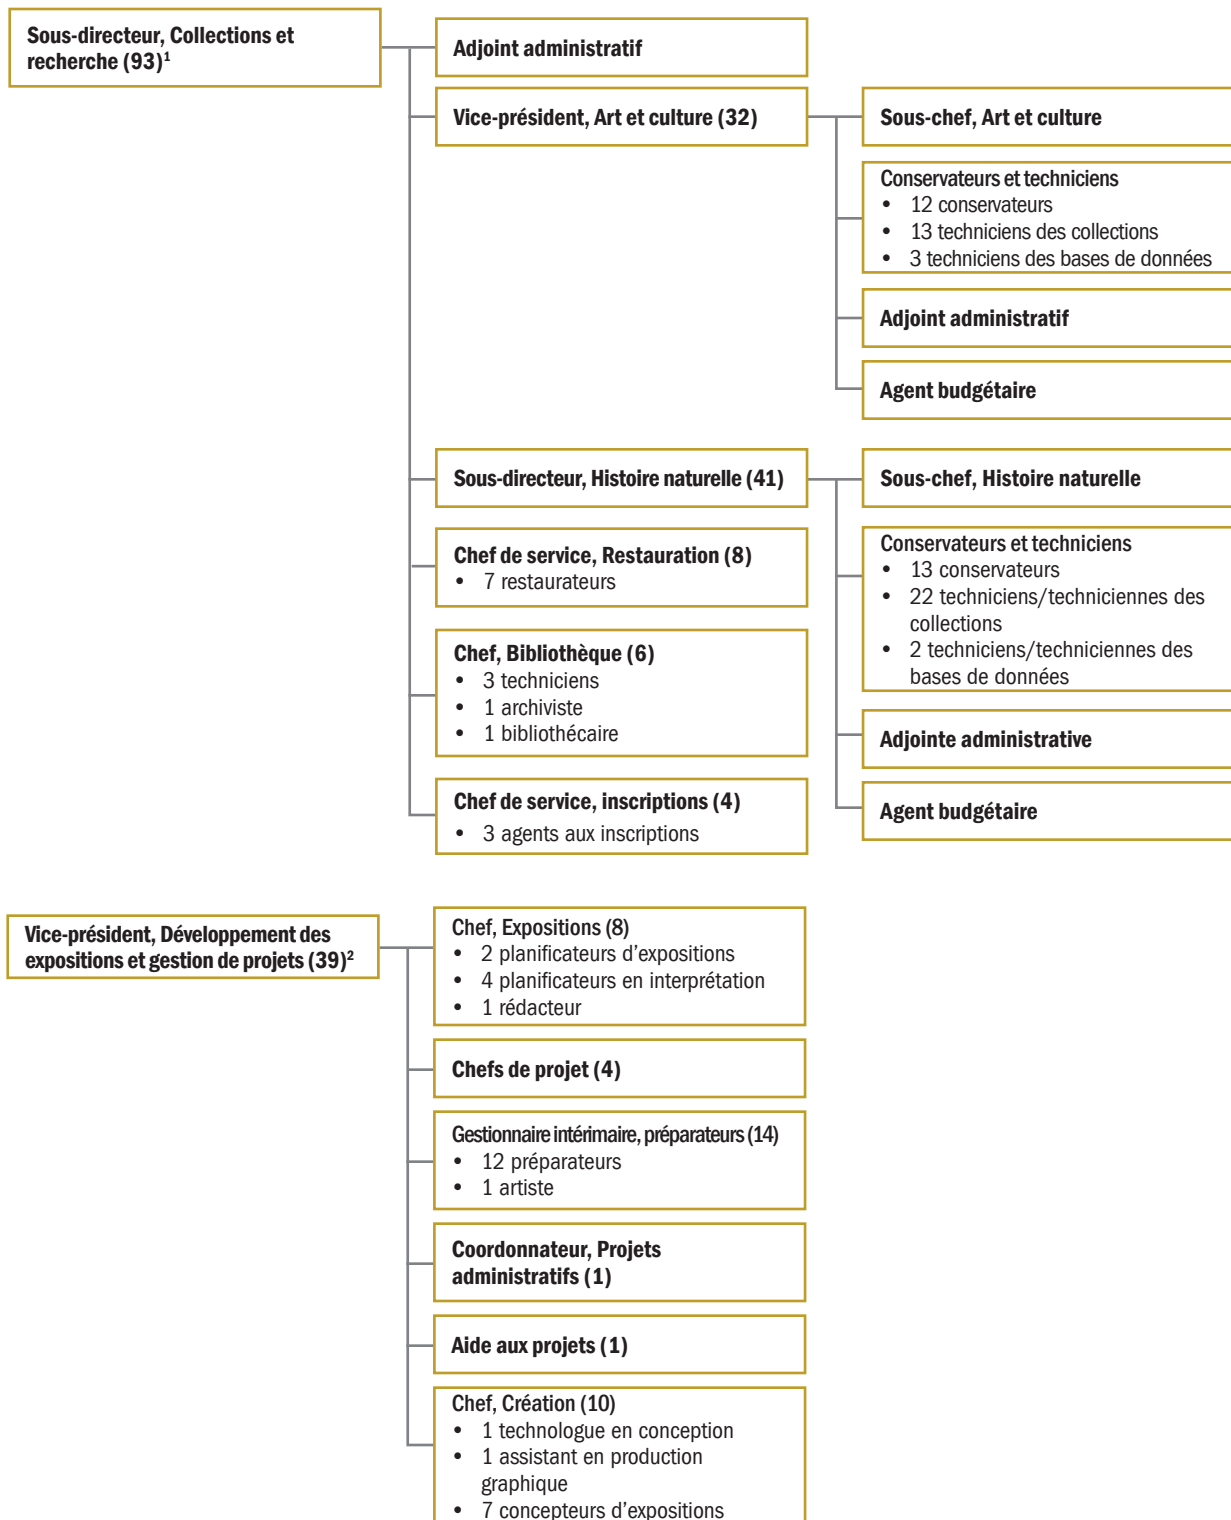 Sous-directeur, Collections et
recherche (93)¹
Adjoint administratif
Vice-président, Art et culture (32)
Sous-chef, Art et culture
Conservateurs et techniciens
• 12 conservateurs
• 13 techniciens des collections
• 3 techniciens des bases de données
Adjoint administratif
Agent budgétaire
Sous-directeur, Histoire naturelle (41)
Sous-chef, Histoire naturelle
Conservateurs et techniciens
• 13 conservateurs
• 22 techniciens/techniciennes des
collections
• 2 techniciens/techniciennes des
bases de données
Adjointe administrative
Agent budgétaire
Chef de service, Restauration (8)
• 7 restaurateurs
Chef, Bibliothèque (6)
• 3 techniciens
• 1 archiviste
• 1 bibliothécaire
Chef de service, inscriptions (4)
• 3 agents aux inscriptions
Vice-président, Développement des
expositions et gestion de projets (39)²
Chef, Expositions (8)
• 2 planificateurs d'expositions
• 4 planificateurs en interprétation
• 1 rédacteur
Chefs de projet (4)
Gestionnaire intérimaire, préparateurs (14)
• 12 préparateurs
• 1 artiste
Coordonnateur, Projets
administratifs (1)
Aide aux projets (1)
Chef, Création (10)
• 1 technologue en conception
• 1 assistant en production
graphique
• 7 concepteurs d'expositions